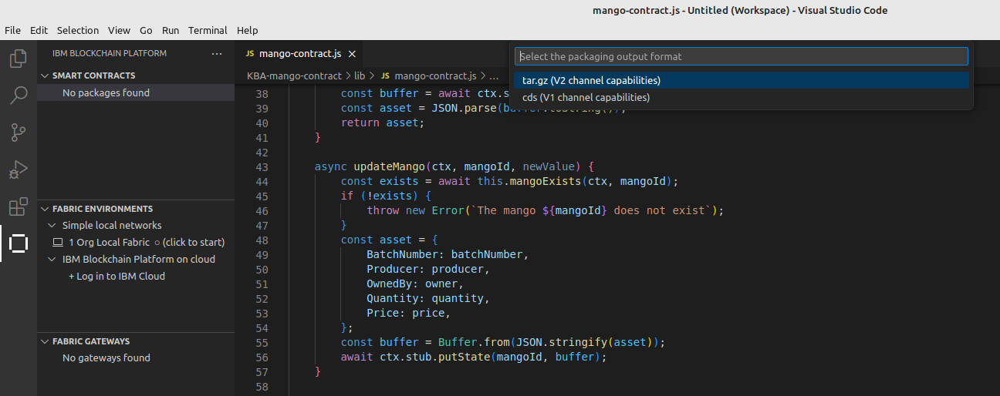 mango-contract.js - Untitled (Workspace) - Visual Studio Code
File Edit Selection View Go Run Terminal Help
IBM BLOCKCHAIN PLATFORM ...
SMART CONTRACTS
No packages found
FABRIC ENVIRONMENTS
Simple local networks
1 Org Local Fabric ○ (click to start)
IBM Blockchain Platform on cloud
+ Log in to IBM Cloud
FABRIC GATEWAYS
No gateways found
JS mango-contract.js ×
KBA-mango-contract > lib > JS mango-contract.js > ...
Select the packaging output format
tar.gz (V2 channel capabilities)
cds (V1 channel capabilities)
38 const buffer = await ctx.s
39 const asset = JSON.parse(buffer.toString());
40 return asset;
41 }
42
43 async updateMango(ctx, mangoId, newValue) {
44 const exists = await this.mangoExists(ctx, mangoId);
45 if (!exists) {
46 throw new Error(`The mango ${mangoId} does not exist`);
47 }
48 const asset = {
49 BatchNumber: batchNumber,
50 Producer: producer,
51 OwnedBy: owner,
52 Quantity: quantity,
53 Price: price,
54 };
55 const buffer = Buffer.from(JSON.stringify(asset));
56 await ctx.stub.putState(mangoId, buffer);
57 }
58